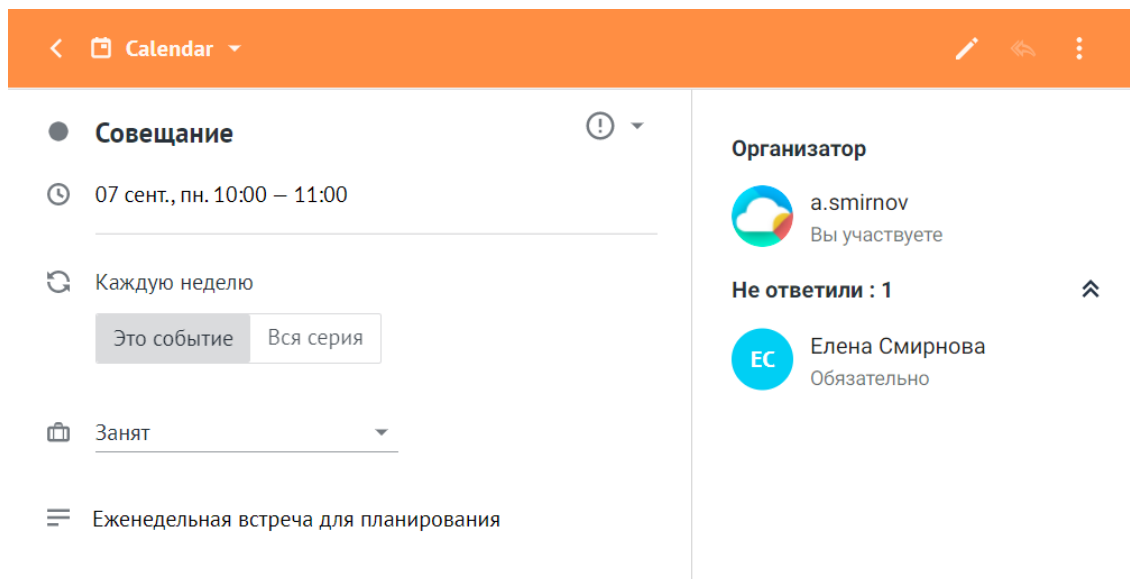 Calendar
Совещание
07 сент., пн. 10:00 — 11:00
Каждую неделю
Это событие
Вся серия
Занят
Еженедельная встреча для планирования
Организатор
a.smirnov
Вы участвуете
Не ответили : 1
ЕС
Елена Смирнова
Обязательно